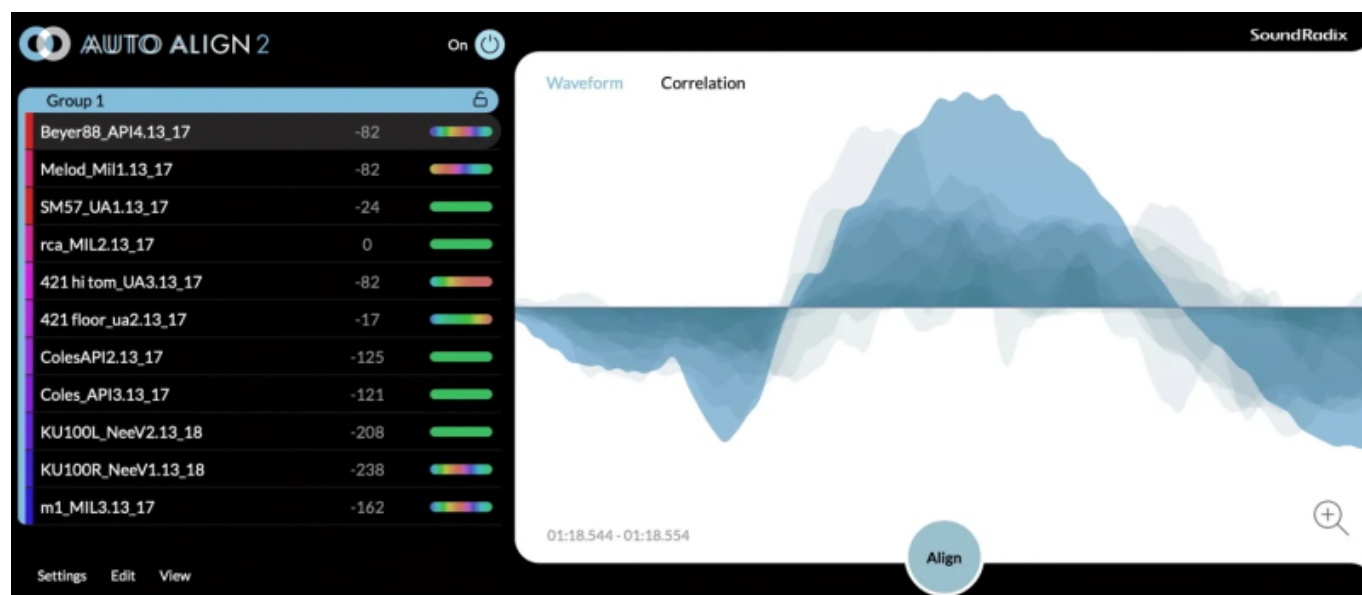 AUTO ALIGN 2
On
SoundRadix
Group 1
Beyer88_API4.13_17 -82
Melod_Mil1.13_17 -82
SM57_UA1.13_17 -24
rca_MIL2.13_17 0
421 hi tom_UA3.13_17 -82
421 floor_ua2.13_17 -17
ColesAPI2.13_17 -125
Coles_API3.13_17 -121
KU100L_NeeV2.13_18 -208
KU100R_NeeV1.13_18 -238
m1_MIL3.13_17 -162
Settings Edit View
Waveform Correlation
01:18.544 - 01:18.554
Align